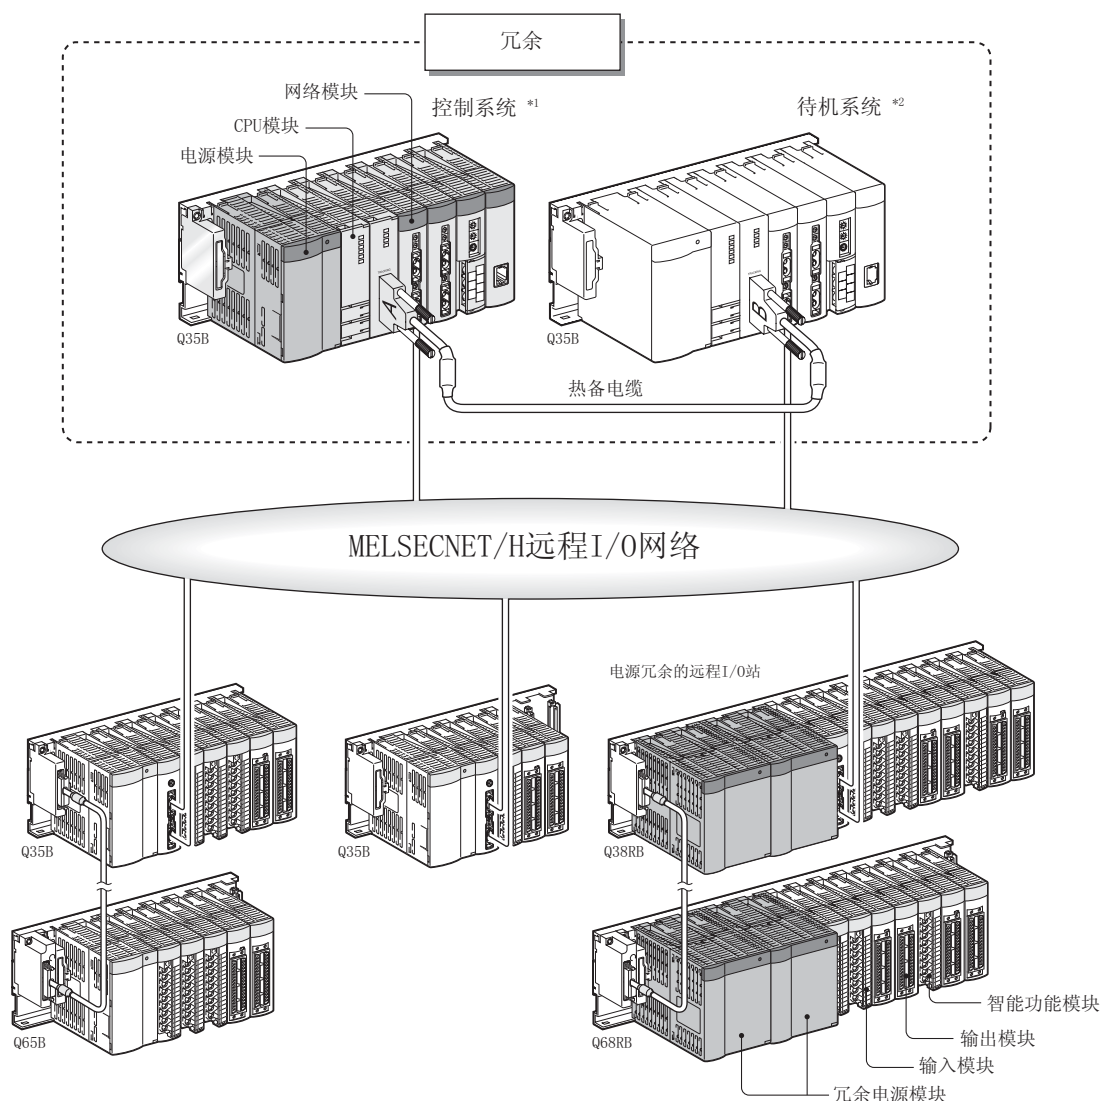 冗余
网络模块
控制系统 *1
待机系统 *2
CPU模块
电源模块
A
B
Q35B
Q35B
热备电缆
MELSECNET/H远程I/O网络
电源冗余的远程I/O站
Q35B
Q35B
Q38RB
Q65B
Q68RB
智能功能模块
输出模块
输入模块
冗余电源模块